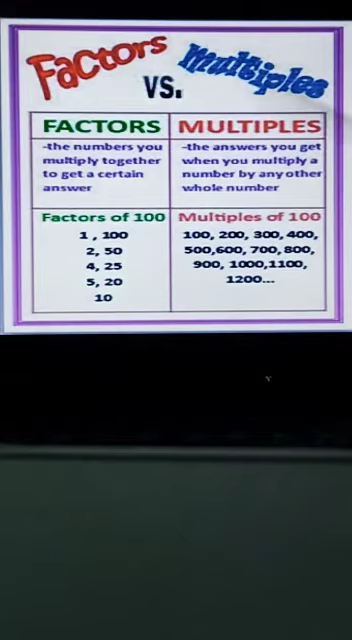 Factors vs. Multiples
FACTORS
-the numbers you
multiply together
to get a certain
answer
MULTIPLES
-the answers you get
when you multiply a
number by any other
whole number
Factors of 100
1 , 100
2, 50
4, 25
5, 20
10
Multiples of 100
100, 200, 300, 400,
500,600, 700, 800,
900, 1000,1100,
1200...